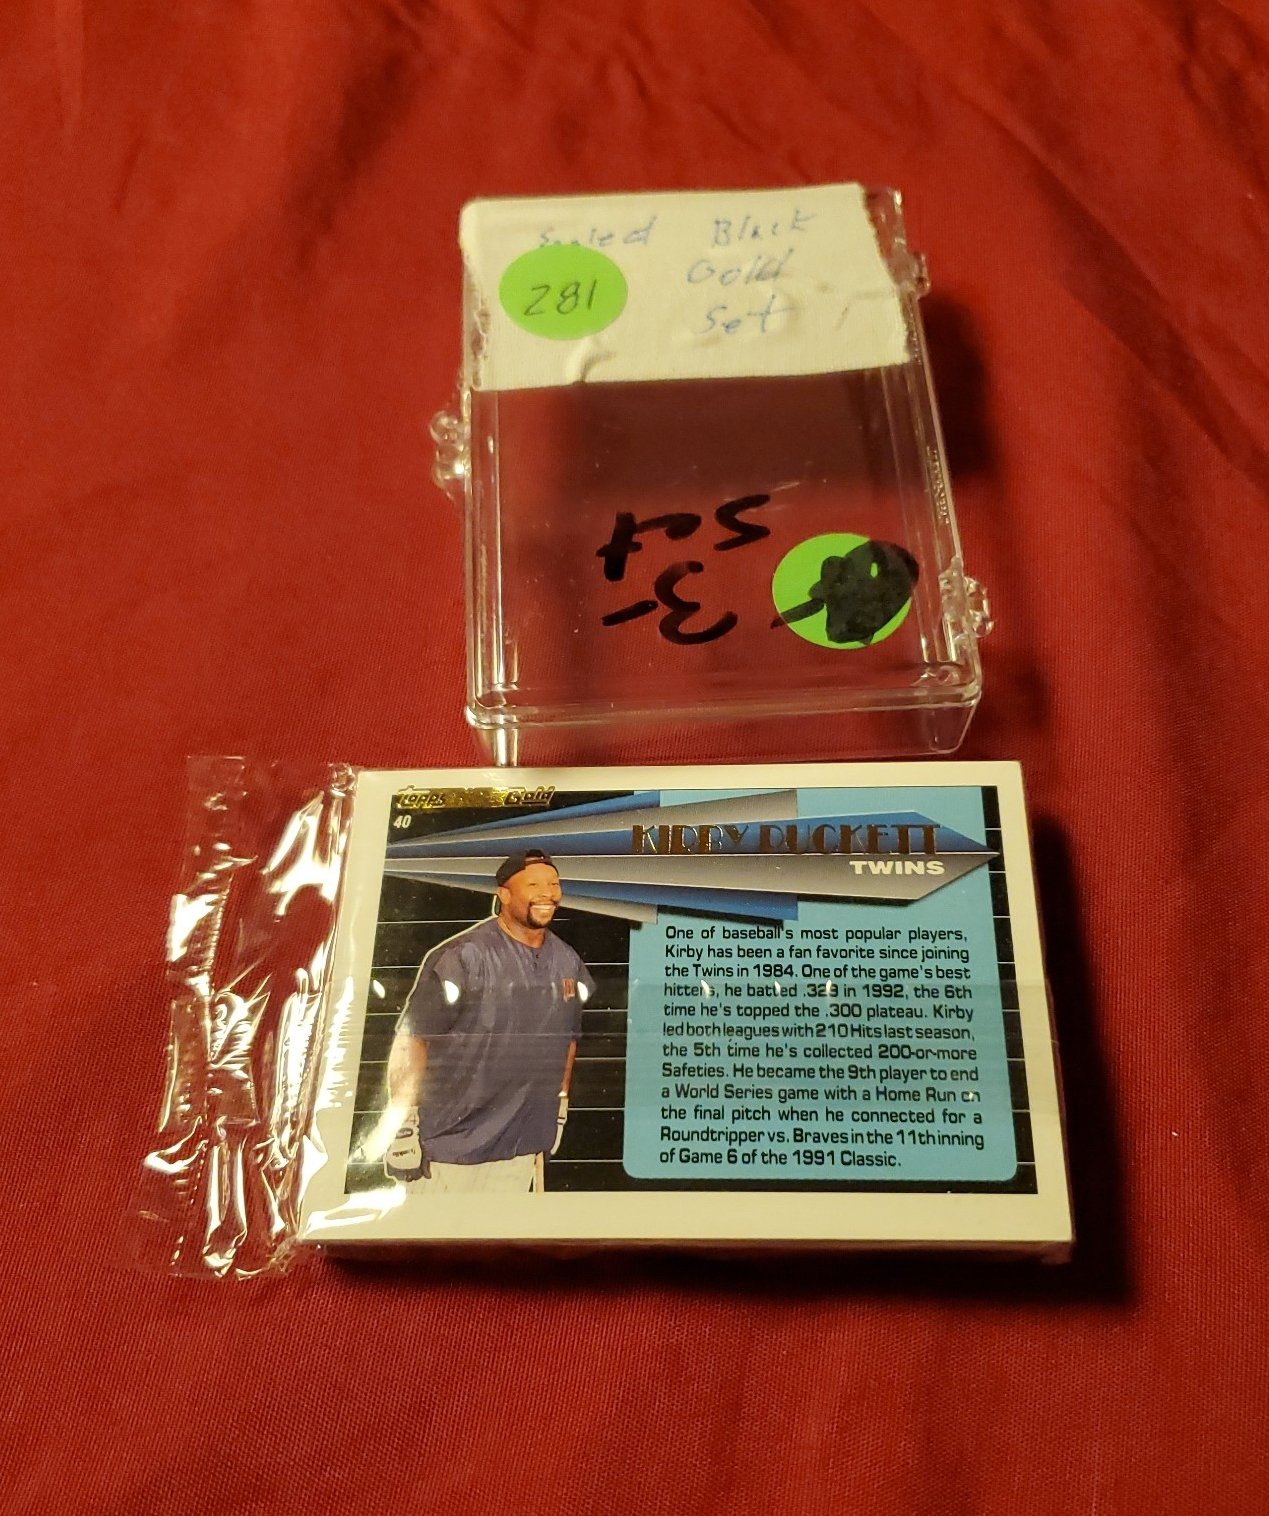 Sealed Black
Gold
Set
281
Set
-3-
Topps Black Gold
40
KIRBY PUCKETT
TWINS
One of baseball's most popular players,
Kirby has been a fan favorite since joining
the Twins in 1984. One of the game's best
hitters, he batted .329 in 1992, the 6th
time he's topped the .300 plateau. Kirby
led both leagues with 210 Hits last season,
the 5th time he's collected 200-or-more
Safeties. He became the 9th player to end
a World Series game with a Home Run on
the final pitch when he connected for a
Roundtripper vs. Braves in the 11th inning
of Game 6 of the 1991 Classic.